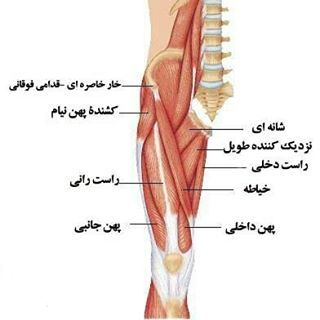 خار خاصره ای -قدامی فوقانی
کشندهٔ پهن نیام
شانه ای
نزدیک کننده طویل
راست دخلی
راست رانی
خیاطه
پهن جانبی
پهن داخلی